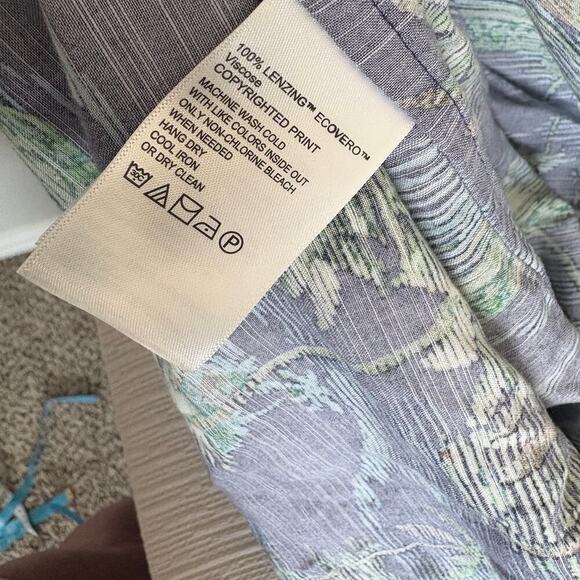 100% LENZING™ ECOVERO™
Viscose
COPYRIGHTED PRINT
MACHINE WASH COLD
WITH LIKE COLORS INSIDE OUT
ONLY NON-CHLORINE BLEACH
WHEN NEEDED
HANG DRY
COOL IRON
OR DRY CLEAN
30C P